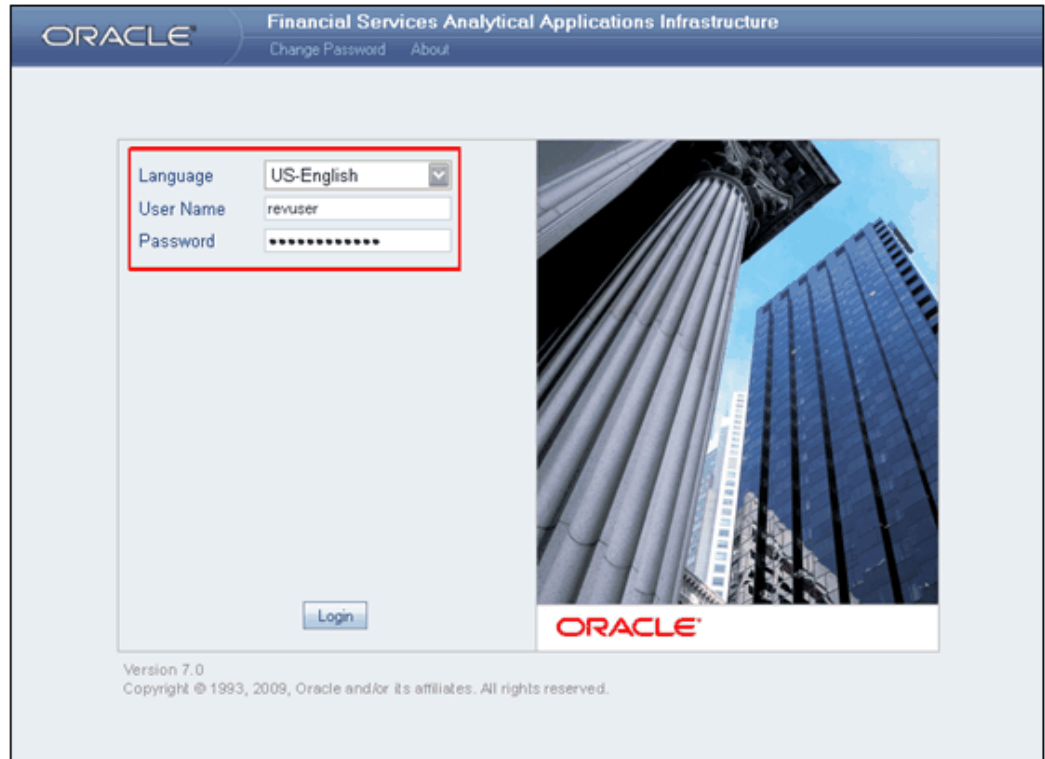 ORACLE
Financial Services Analytical Applications Infrastructure
Change Password About
Language US-English
User Name revuser
Password ••••••••••••
Login
ORACLE
Version 7.0
Copyright © 1993, 2009, Oracle and/or its affiliates. All rights reserved.